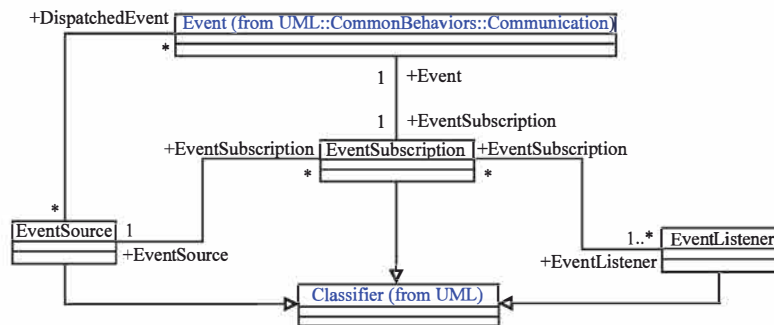 +DispatchedEvent
Event (from UML::CommonBehaviors::Communication)
*
1 +Event
1 +EventSubscription
+EventSubscription
EventSubscription
+EventSubscription
*
*
*
EventSource
1
+EventSource
1..*
EventListener
+EventListener
Classifier (from UML)